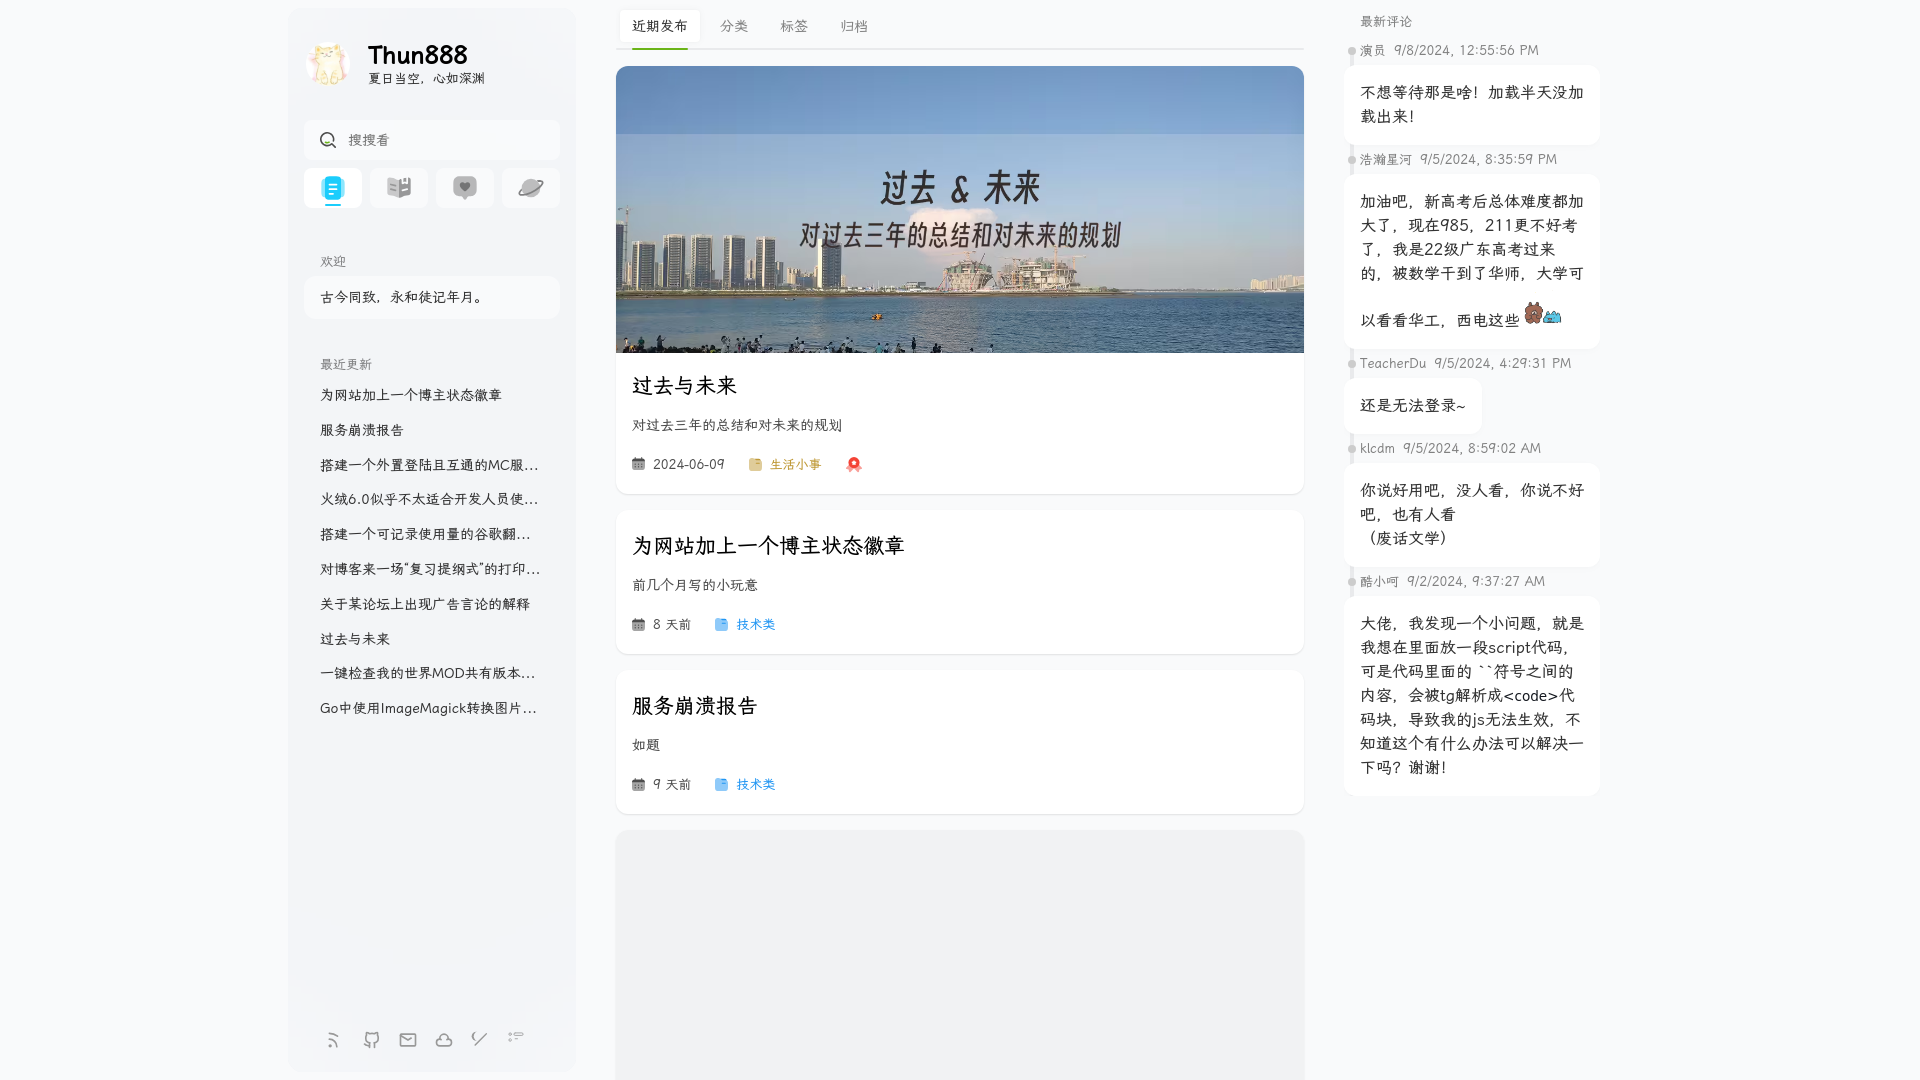 Thun888
夏日当空，心如深渊
搜搜看
欢迎
古今同致，永和徒记年月。
最近更新
为网站加上一个博主状态徽章
服务崩溃报告
搭建一个外置登陆且互通的MC服...
火绒6.0似乎不太适合开发人员使...
搭建一个可记录使用量的谷歌翻...
对博客来一场“复习提纲式”的打印...
关于某论坛上出现广告言论的解释
过去与未来
一键检查我的世界MOD共有版本...
Go中使用ImageMagick转换图片...
近期发布
分类
标签
归档
过去 & 未来
对过去三年的总结和对未来的规划
过去与未来
对过去三年的总结和对未来的规划
2024-06-09 生活小事
为网站加上一个博主状态徽章
前几个月写的小玩意
8 天前 技术类
服务崩溃报告
如题
9 天前 技术类
最新评论
演员 9/8/2024, 12:55:56 PM
不想等待那是啥！加载半天没加
载出来！
浩瀚星河 9/5/2024, 8:35:59 PM
加油吧，新高考后总体难度都加
大了，现在985，211更不好考
了，我是22级广东高考过来
的，被数学干到了华师，大学可
以看看华工，西电这些
TeacherDu 9/5/2024, 4:29:31 PM
还是无法登录~
klcdm 9/5/2024, 8:59:02 AM
你说好用吧，没人看，你说不好
吧，也有人看
（废话文学）
酷小呵 9/2/2024, 9:37:27 AM
大佬，我发现一个小问题，就是
我想在里面放一段script代码，
可是代码里面的 ``符号之间的
内容，会被tg解析成<code>代
码块，导致我的js无法生效，不
知道这个有什么办法可以解决一
下吗？谢谢！